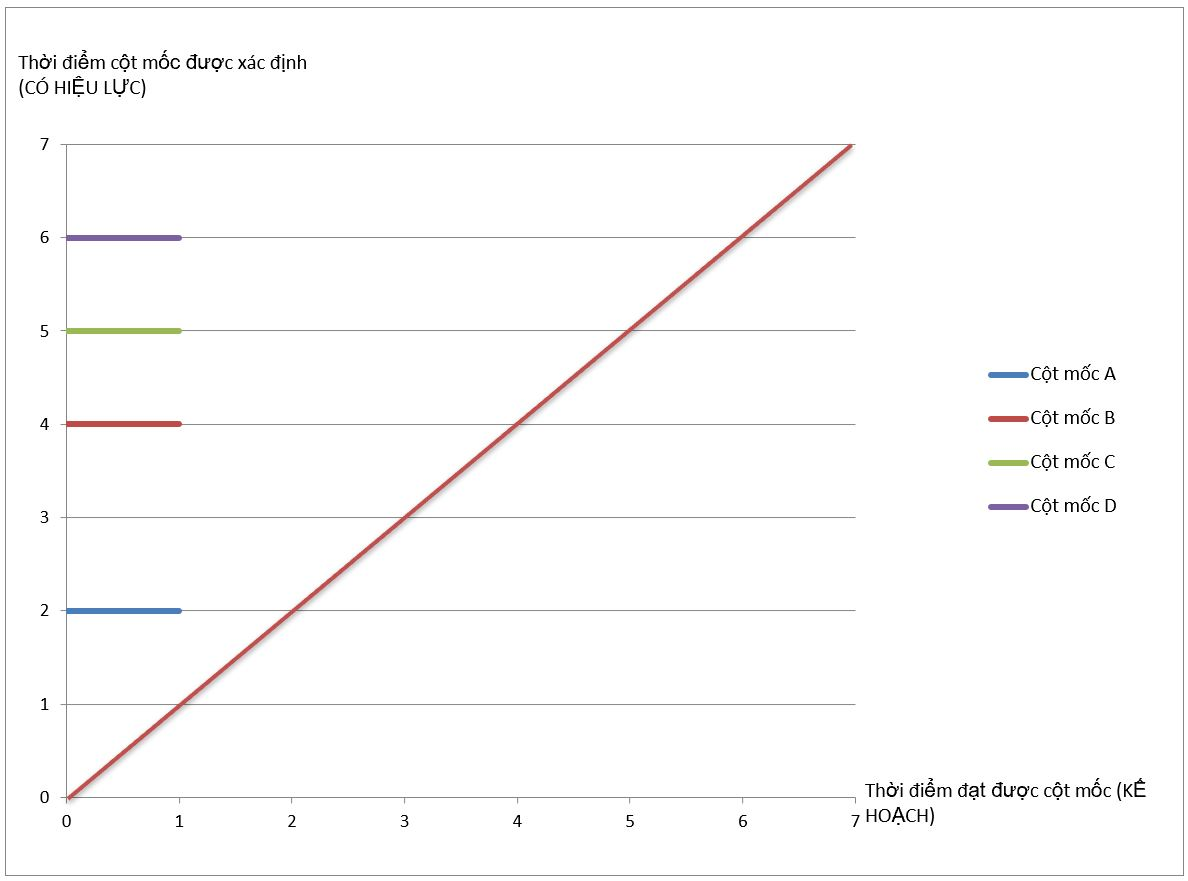 Thời điểm cột mốc được xác định
(CÓ HIỆU LỰC)
7
6
5
4
3
2
1
0
0 1 2 3 4 5 6 7
Thời điểm đạt được cột mốc (KẾ
HOẠCH)
Cột mốc A
Cột mốc B
Cột mốc C
Cột mốc D